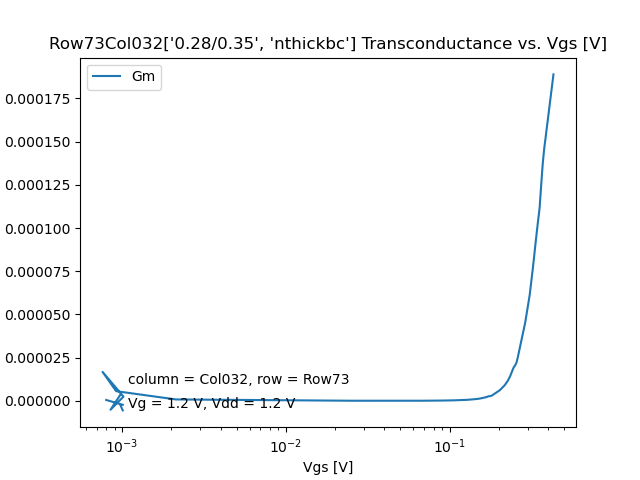 Row73Col032['0.28/0.35', 'nthickbc'] Transconductance vs. Vgs [V]
Gm
0.000175
0.000150
0.000125
0.000100
0.000075
0.000050
0.000025
0.000000
column = Col032, row = Row73
Vg = 1.2 V, Vdd = 1.2 V
10⁻³ 10⁻² 10⁻¹
Vgs [V]